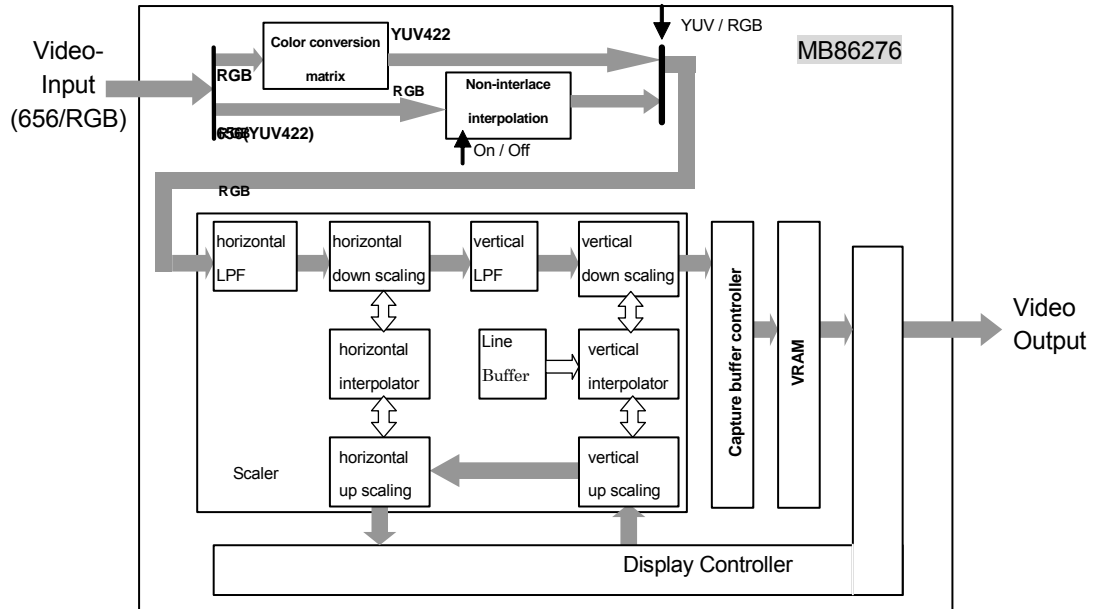 Video-
Input
(656/RGB)
RGB
Color conversion
matrix
YUV422
YUV / RGB
MB86276
RGB
Non-interlace
interpolation
(YUV422)
On / Off
RGB
horizontal
LPF
horizontal
down scaling
vertical
LPF
vertical
down scaling
horizontal
interpolator
Line
Buffer
vertical
interpolator
Scaler
horizontal
up scaling
vertical
up scaling
Capture buffer controller
VRAM
Video
Output
Display Controller